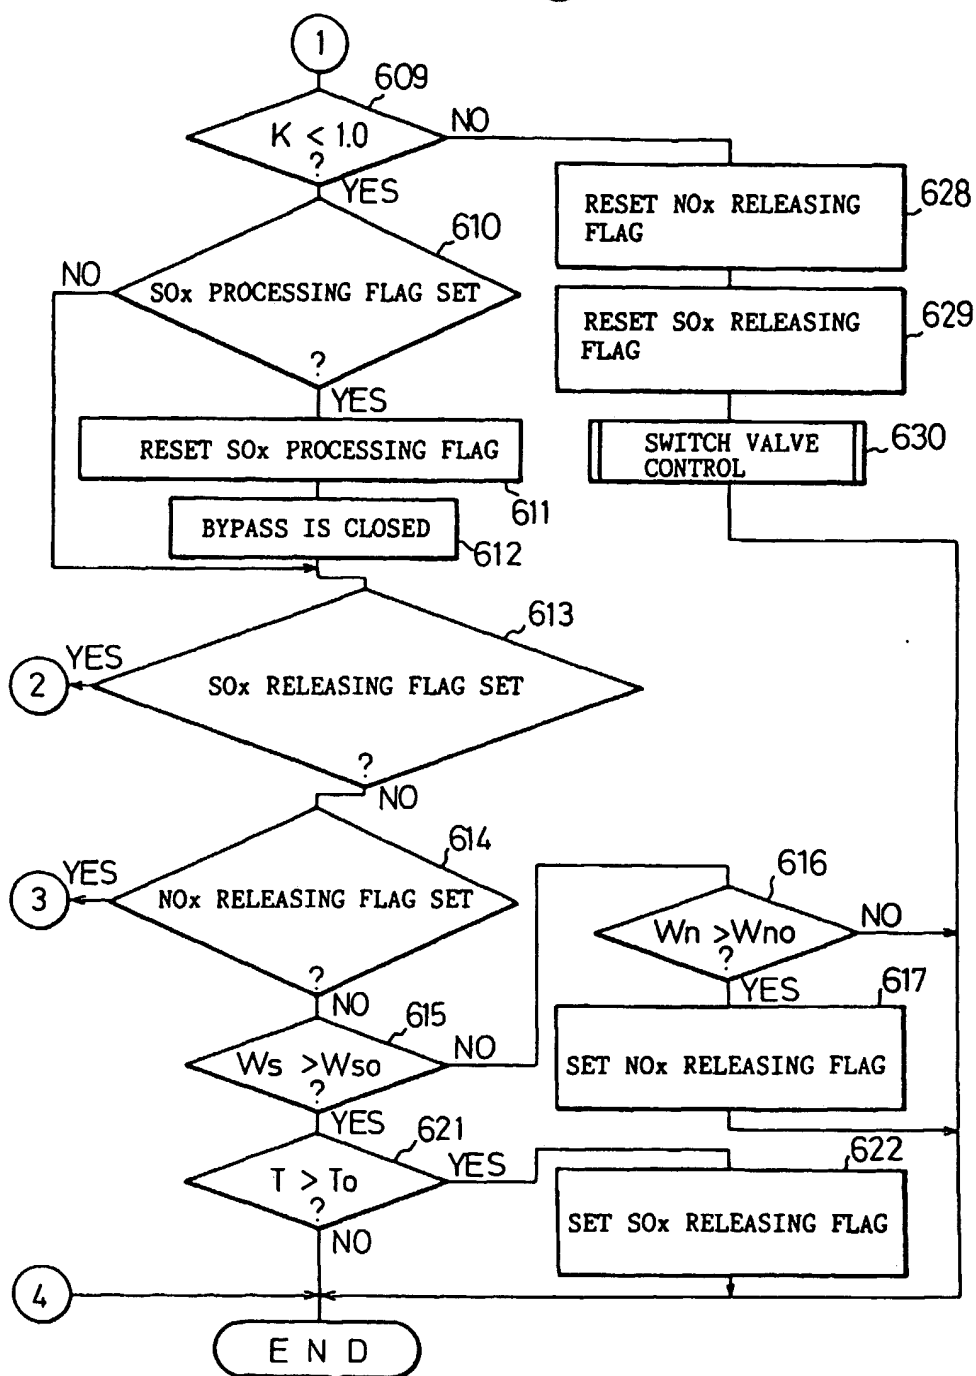 1
609
K < 1.0
?
NO
YES
628
RESET NOx RELEASING
FLAG
610
NO
SOx PROCESSING FLAG SET
?
YES
629
RESET SOx RELEASING
FLAG
RESET SOx PROCESSING FLAG
611
630
SWITCH VALVE
CONTROL
BYPASS IS CLOSED
612
613
YES
2
SOx RELEASING FLAG SET
?
NO
614
YES
3
NOx RELEASING FLAG SET
?
NO
616
Wn >Wno
?
NO
YES
617
SET NOx RELEASING FLAG
615
Ws >Wso
?
NO
YES
621
T > To
?
YES
NO
622
SET SOx RELEASING FLAG
4
END